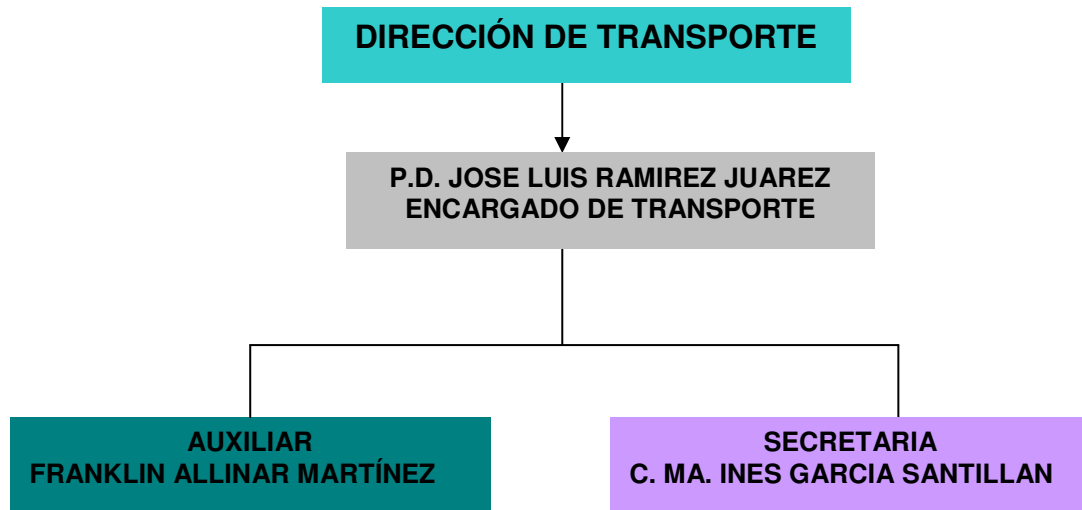 DIRECCIÓN DE TRANSPORTE
P.D. JOSE LUIS RAMIREZ JUAREZ
ENCARGADO DE TRANSPORTE
AUXILIAR
FRANKLIN ALLINAR MARTÍNEZ
SECRETARIA
C. MA. INES GARCIA SANTILLAN